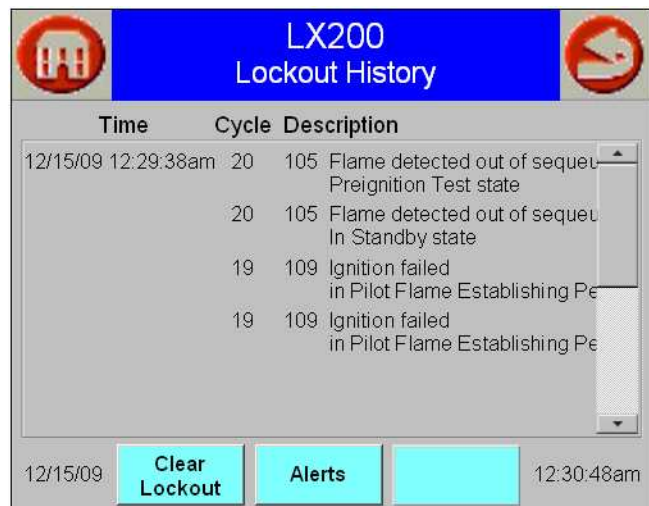 LX200
Lockout History
Time Cycle Description
12/15/09 12:29:38am 20 105 Flame detected out of sequeu
Preignition Test state
20 105 Flame detected out of sequeu
In Standby state
19 109 Ignition failed
in Pilot Flame Establishing Pe
19 109 Ignition failed
in Pilot Flame Establishing Pe
12/15/09
Clear
Lockout
Alerts
12:30:48am